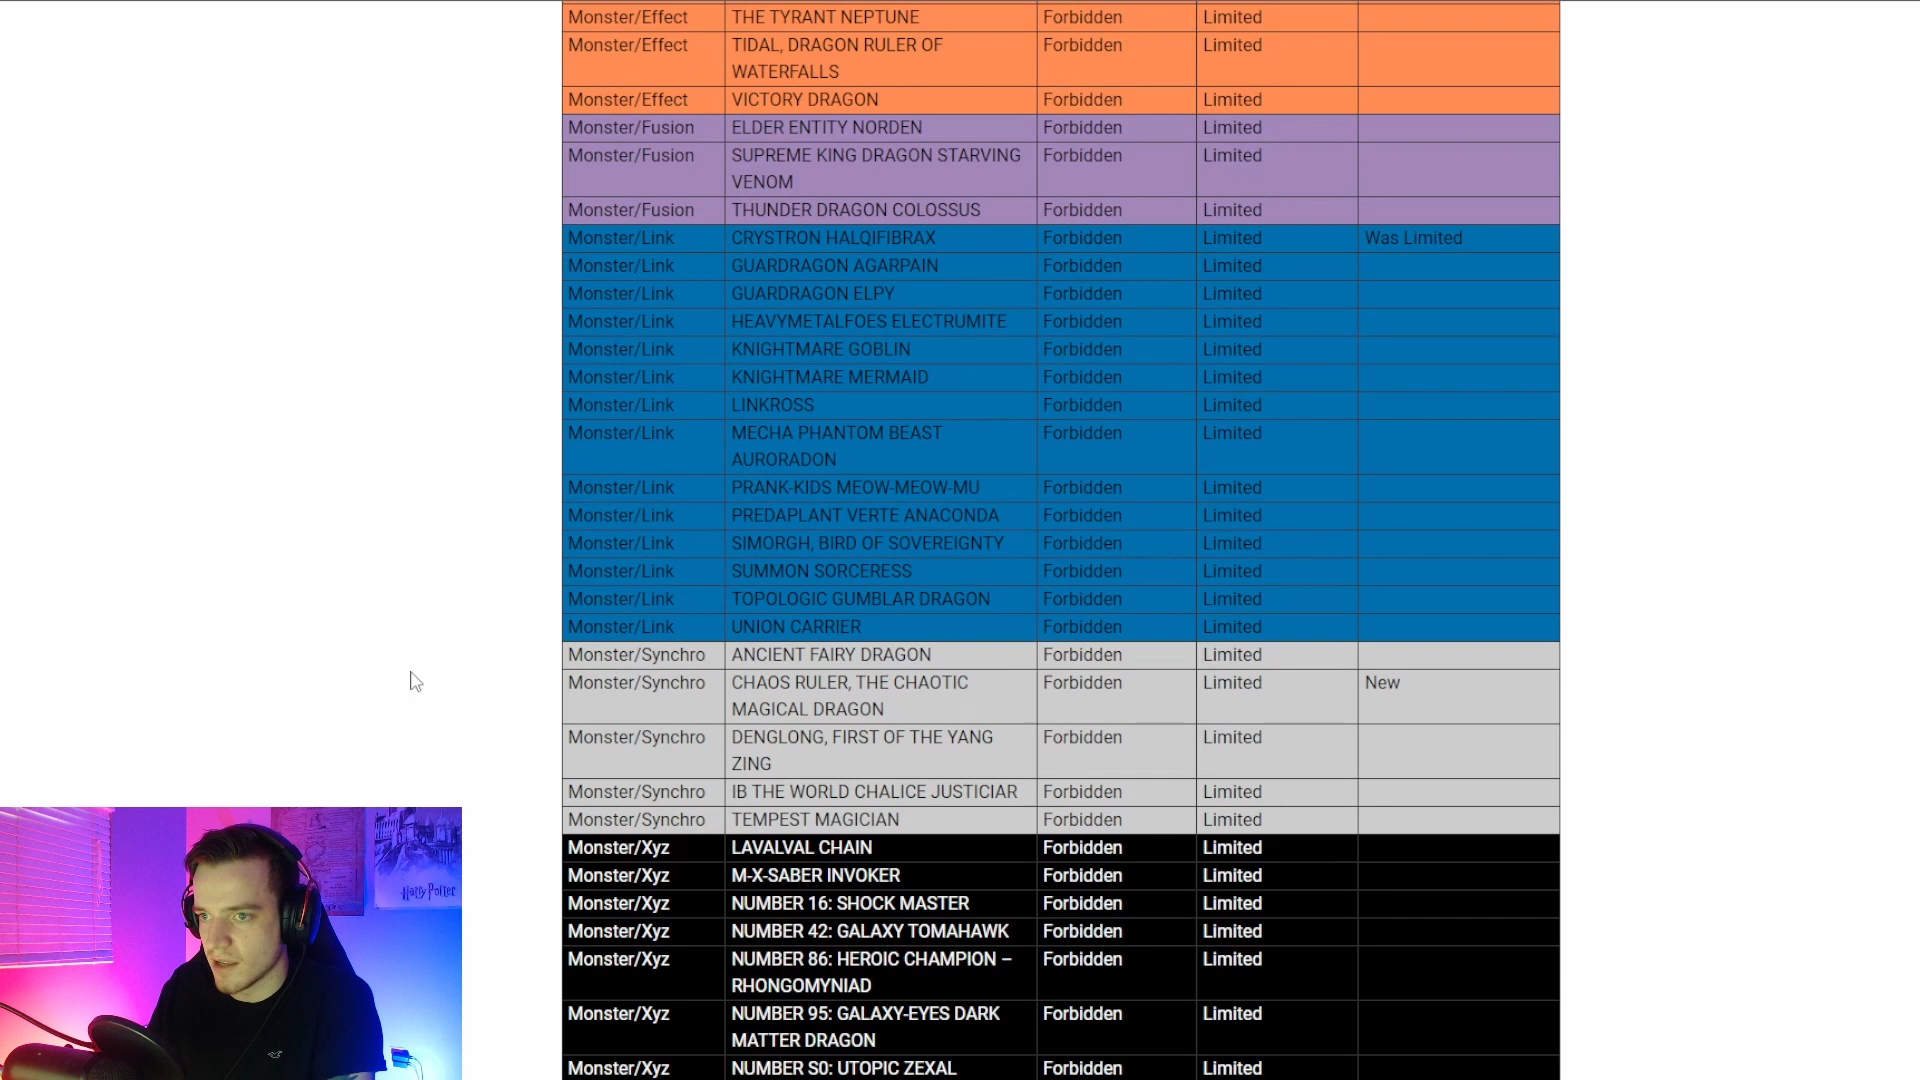 Monster/Effect THE TYRANT NEPTUNE Forbidden Limited
Monster/Effect TIDAL, DRAGON RULER OF Forbidden Limited
WATERFALLS
Monster/Effect VICTORY DRAGON Forbidden Limited
Monster/Fusion ELDER ENTITY NORDEN Forbidden Limited
Monster/Fusion SUPREME KING DRAGON STARVING Forbidden Limited
VENOM
Monster/Fusion THUNDER DRAGON COLOSSUS Forbidden Limited
Monster/Link CRYSTRON HALQIFIBRAX Forbidden Limited Was Limited
Monster/Link GUARDRAGON AGARPAIN Forbidden Limited
Monster/Link GUARDRAGON ELPY Forbidden Limited
Monster/Link HEAVYMETALFOES ELECTRUMITE Forbidden Limited
Monster/Link KNIGHTMARE GOBLIN Forbidden Limited
Monster/Link KNIGHTMARE MERMAID Forbidden Limited
Monster/Link LINKROSS Forbidden Limited
Monster/Link MECHA PHANTOM BEAST Forbidden Limited
AURORADON
Monster/Link PRANK-KIDS MEOW-MEOW-MU Forbidden Limited
Monster/Link PREDAPLANT VERTE ANACONDA Forbidden Limited
Monster/Link SIMORGH, BIRD OF SOVEREIGNTY Forbidden Limited
Monster/Link SUMMON SORCERESS Forbidden Limited
Monster/Link TOPOLOGIC GUMBLAR DRAGON Forbidden Limited
Monster/Link UNION CARRIER Forbidden Limited
Monster/Synchro ANCIENT FAIRY DRAGON Forbidden Limited
Monster/Synchro CHAOS RULER, THE CHAOTIC Forbidden Limited New
MAGICAL DRAGON
Monster/Synchro DENGLONG, FIRST OF THE YANG Forbidden Limited
ZING
Monster/Synchro IB THE WORLD CHALICE JUSTICIAR Forbidden Limited
Monster/Synchro TEMPEST MAGICIAN Forbidden Limited
Monster/Xyz LAVALVAL CHAIN Forbidden Limited
Monster/Xyz M-X-SABER INVOKER Forbidden Limited
Monster/Xyz NUMBER 16: SHOCK MASTER Forbidden Limited
Monster/Xyz NUMBER 42: GALAXY TOMAHAWK Forbidden Limited
Monster/Xyz NUMBER 86: HEROIC CHAMPION – Forbidden Limited
RHONGOMYNIAD
Monster/Xyz NUMBER 95: GALAXY-EYES DARK Forbidden Limited
MATTER DRAGON
Monster/Xyz NUMBER S0: UTOPIC ZEXAL Forbidden Limited
Harry Potter